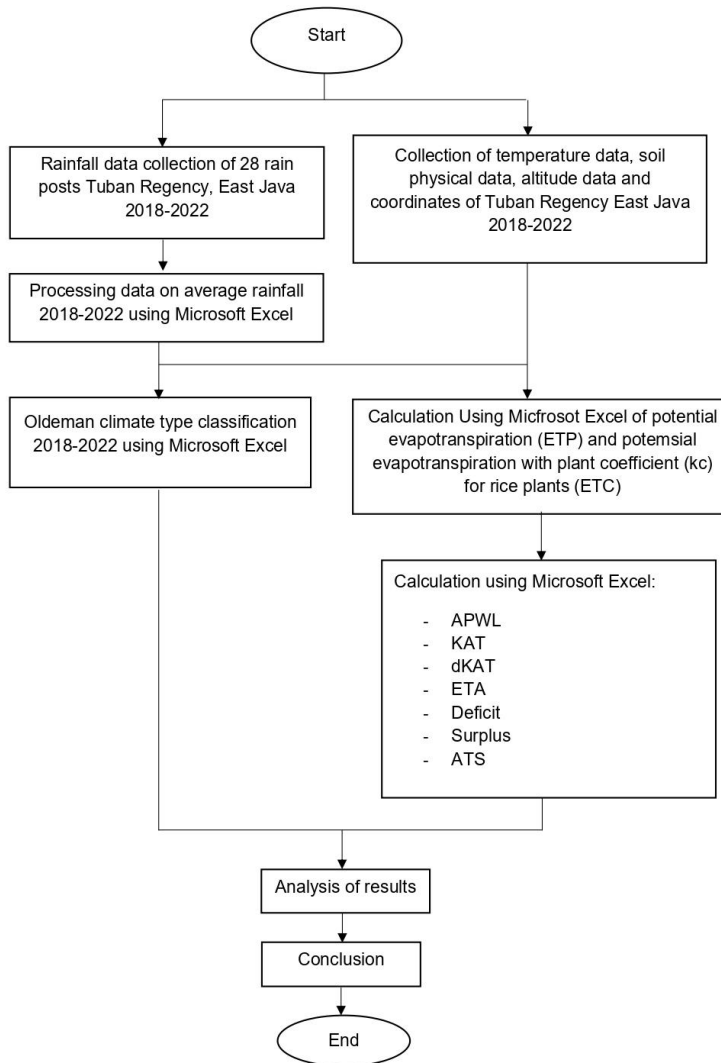 Start
Rainfall data collection of 28 rain
posts Tuban Regency, East Java
2018-2022
Collection of temperature data, soil
physical data, altitude data and
coordinates of Tuban Regency East Java
2018-2022
Processing data on average rainfall
2018-2022 using Microsoft Excel
Oldeman climate type classification
2018-2022 using Microsoft Excel
Calculation Using Micfrosot Excel of potential
evapotranspiration (ETP) and potemsial
evapotranspiration with plant coefficient (kc)
for rice plants (ETC)
Calculation using Microsoft Excel:
- APWL
- KAT
- dKAT
- ETA
- Deficit
- Surplus
- ATS
Analysis of results
Conclusion
End